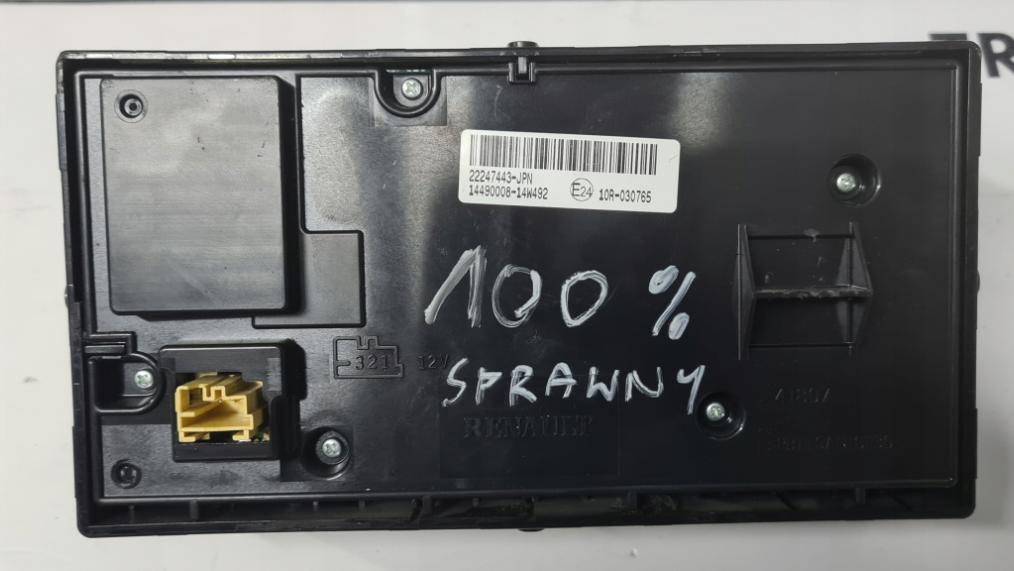 22247443-JPN
14490008-14W492 E24 10R-030765
100%
321 12V
SPRAWNY
RENAULT